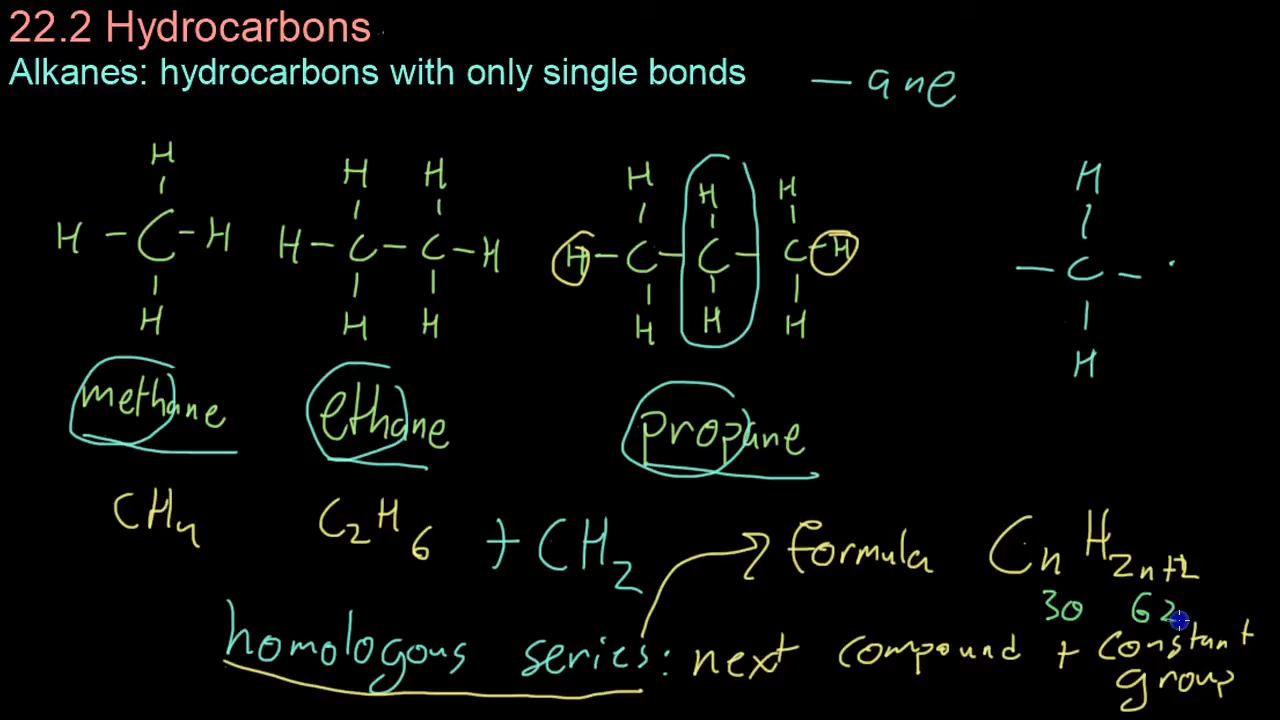 22.2 Hydrocarbons
Alkanes: hydrocarbons with only single bonds — ane
H H H H H H H
H – C – H H – C – C – H H – C – C – C – H – C –
H H H H H H H
methane ethane propane
CH4 C2H6 + CH2 formula CnH2n+2
30 62
homologous series: next compound + constant
group